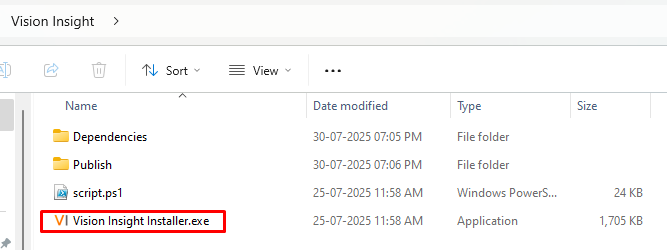 Vision Insight
Sort View
Name Date modified Type Size
Dependencies 30-07-2025 07:05 PM File folder
Publish 30-07-2025 07:06 PM File folder
script.ps1 25-07-2025 11:58 AM Windows PowerS... 24 KB
VI Vision Insight Installer.exe 25-07-2025 11:58 AM Application 1,705 KB